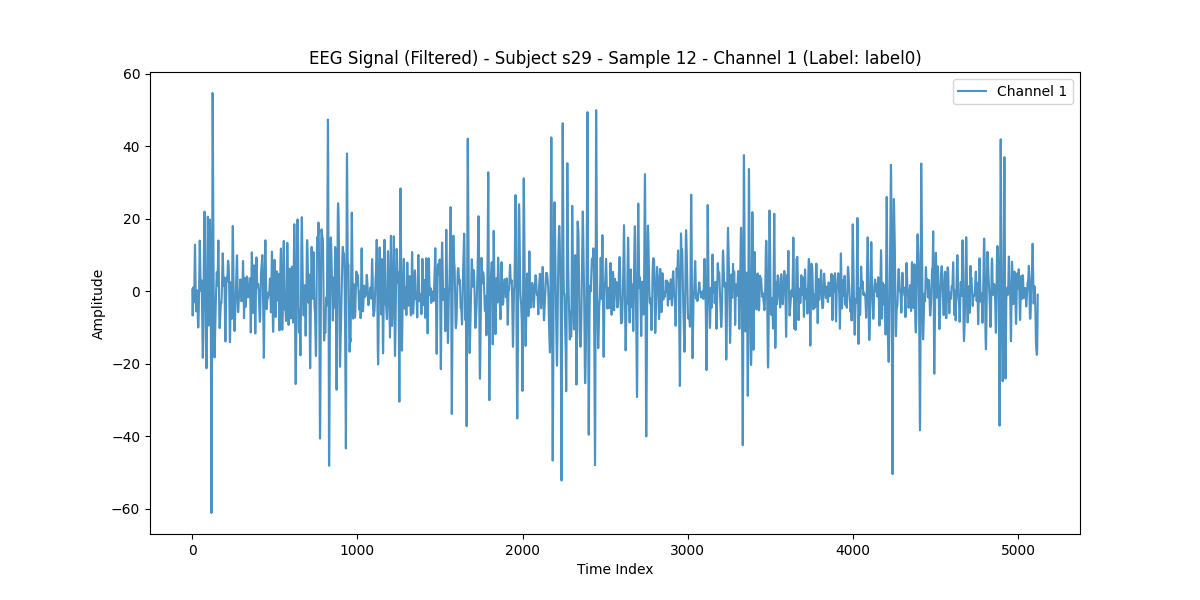 EEG Signal (Filtered) - Subject s29 - Sample 12 - Channel 1 (Label: label0)
Channel 1
60
40
20
0
−20
−40
−60
Amplitude
0 1000 2000 3000 4000 5000
Time Index